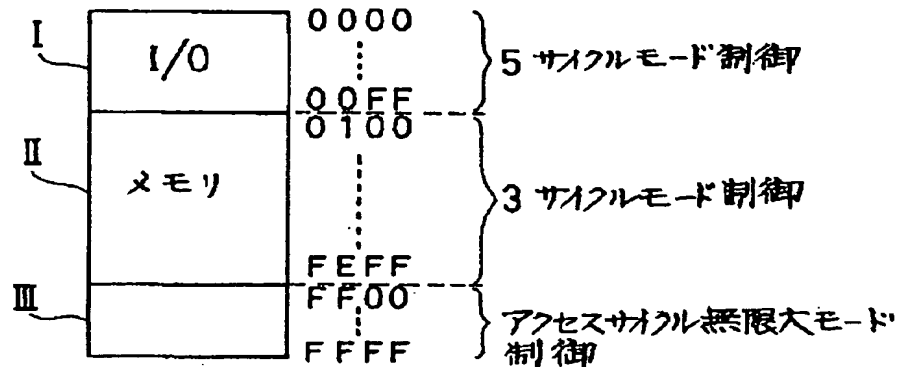 I
I/O
0000
00FF
5 サイクルモード制御
II
メモリ
0100
FEFF
3 サイクルモード制御
III
FF00
FFFF
アクセスサイクル無限大モード
制御